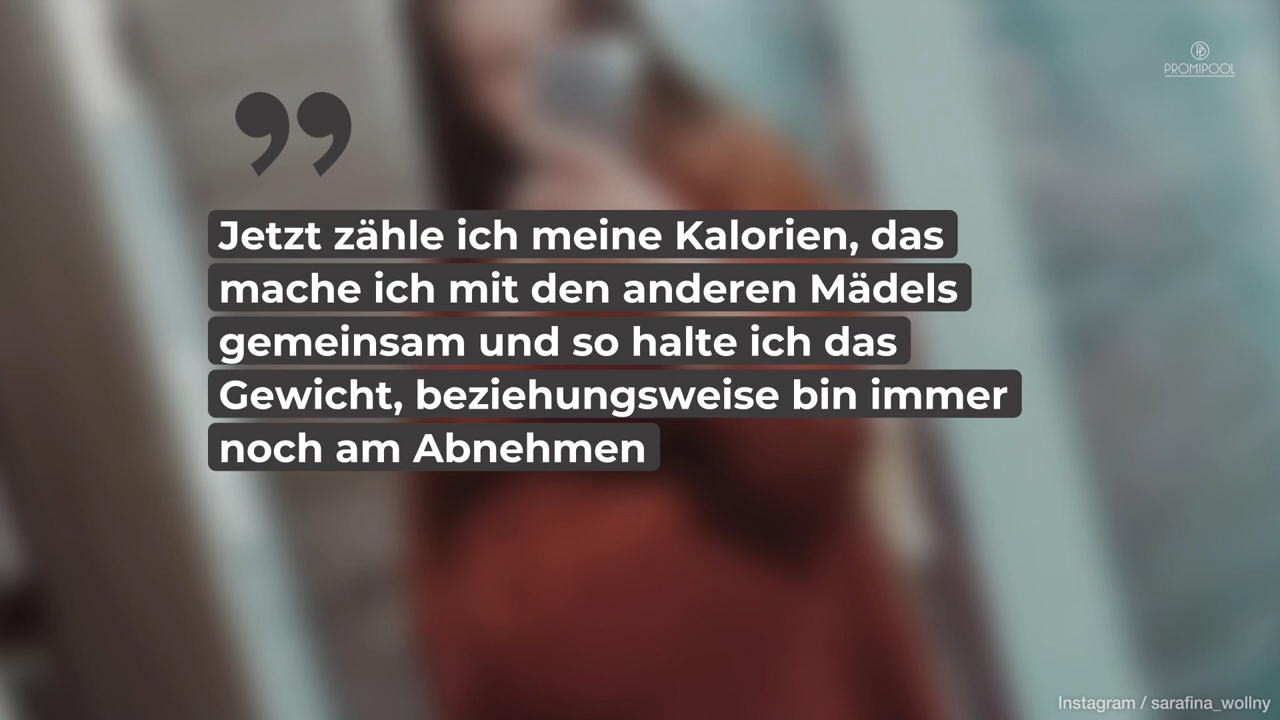 PROMIPOOL
”
Jetzt zähle ich meine Kalorien, das
mache ich mit den anderen Mädels
gemeinsam und so halte ich das
Gewicht, beziehungsweise bin immer
noch am Abnehmen
Instagram / sarafina_wollny